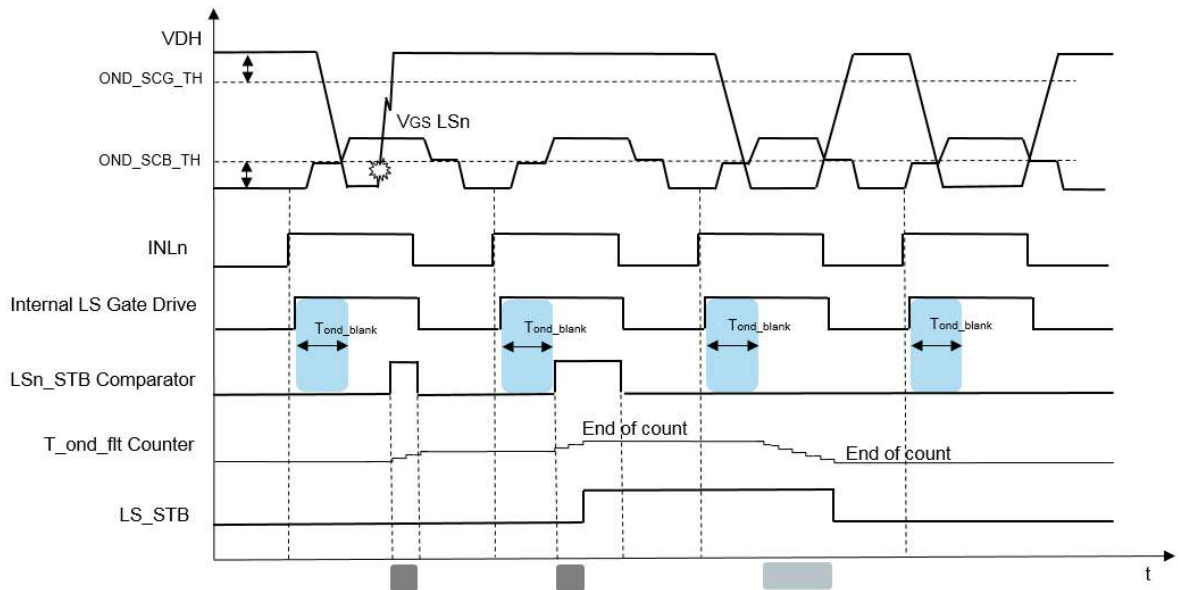 VDH
OND_SCG_TH
VGS LSn
OND_SCB_TH
INLn
Internal LS Gate Drive
Tond_blank
Tond_blank
Tond_blank
Tond_blank
LSn_STB Comparator
T_ond_flt Counter
End of count
End of count
LS_STB
t